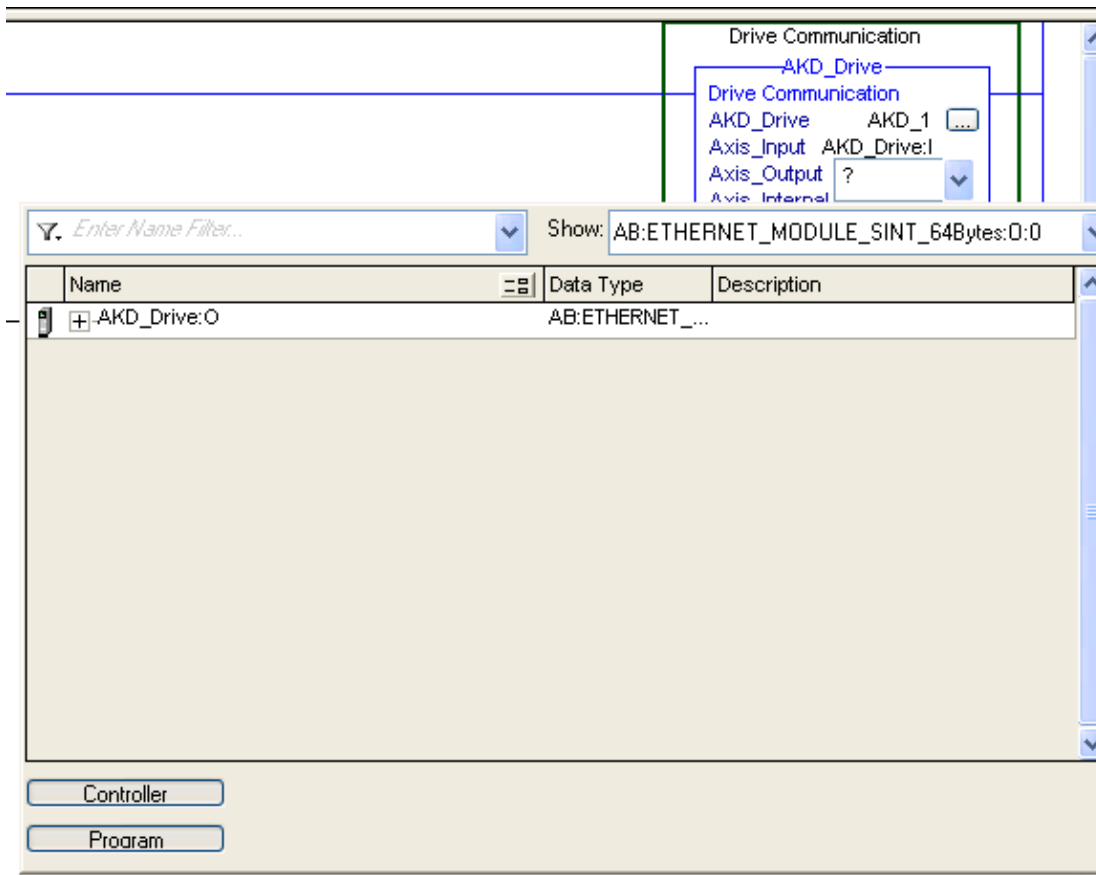 Drive Communication
AKD_Drive
Drive Communication
AKD_Drive AKD_1 ...
Axis_Input AKD_Drive:I
Axis_Output ?
Axis_Internal
Enter Name Filter... Show: AB:ETHERNET_MODULE_SINT_64Bytes:O:0
Name Data Type Description
AKD_Drive:O AB:ETHERNET_...
Controller
Program